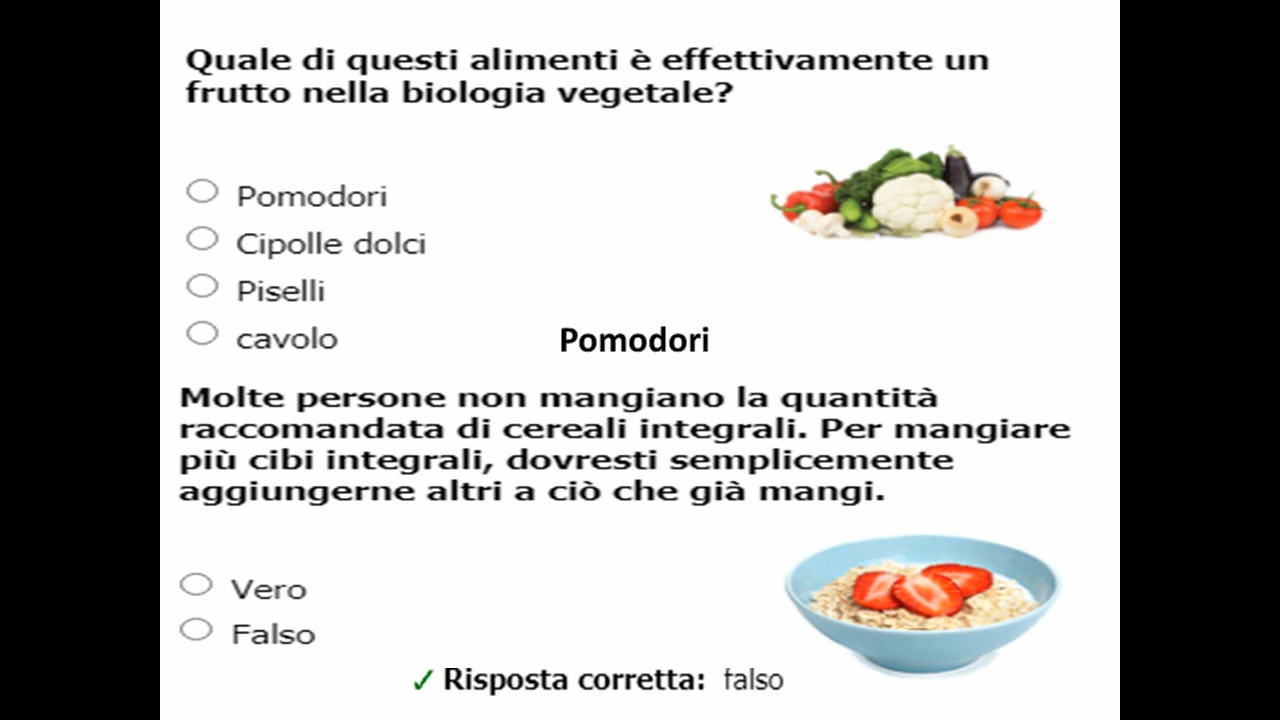 Quale di questi alimenti è effettivamente un
frutto nella biologia vegetale?
Pomodori
Cipolle dolci
Piselli
cavolo
Pomodori
Molte persone non mangiano la quantità
raccomandata di cereali integrali. Per mangiare
più cibi integrali, dovresti semplicemente
aggiungerne altri a ciò che già mangi.
Vero
Falso
✓ Risposta corretta: falso